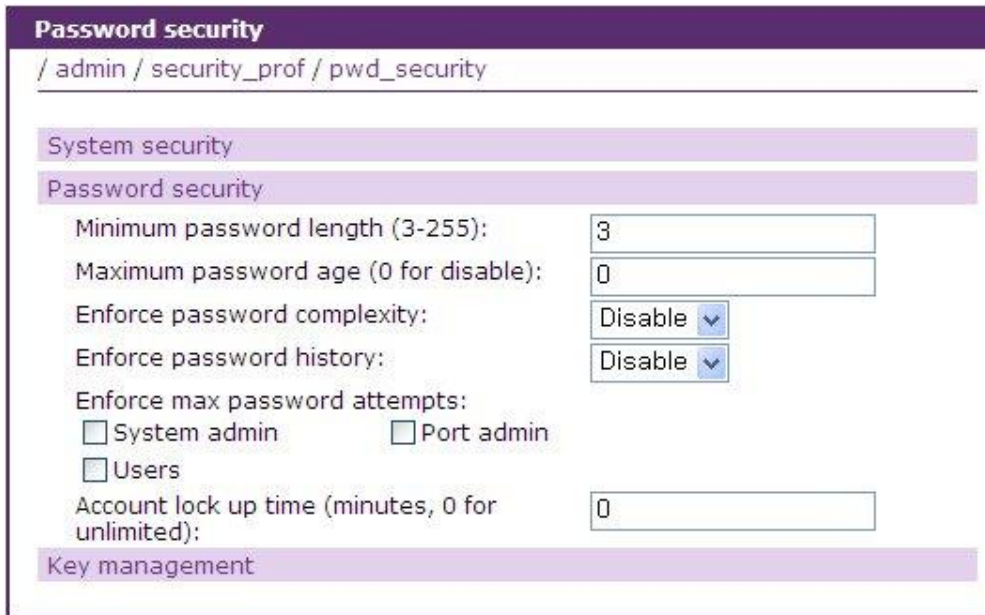 Password security
/ admin / security_prof / pwd_security
System security
Password security
Minimum password length (3-255): 3
Maximum password age (0 for disable): 0
Enforce password complexity: Disable
Enforce password history: Disable
Enforce max password attempts:
System admin Port admin
Users
Account lock up time (minutes, 0 for
unlimited): 0
Key management